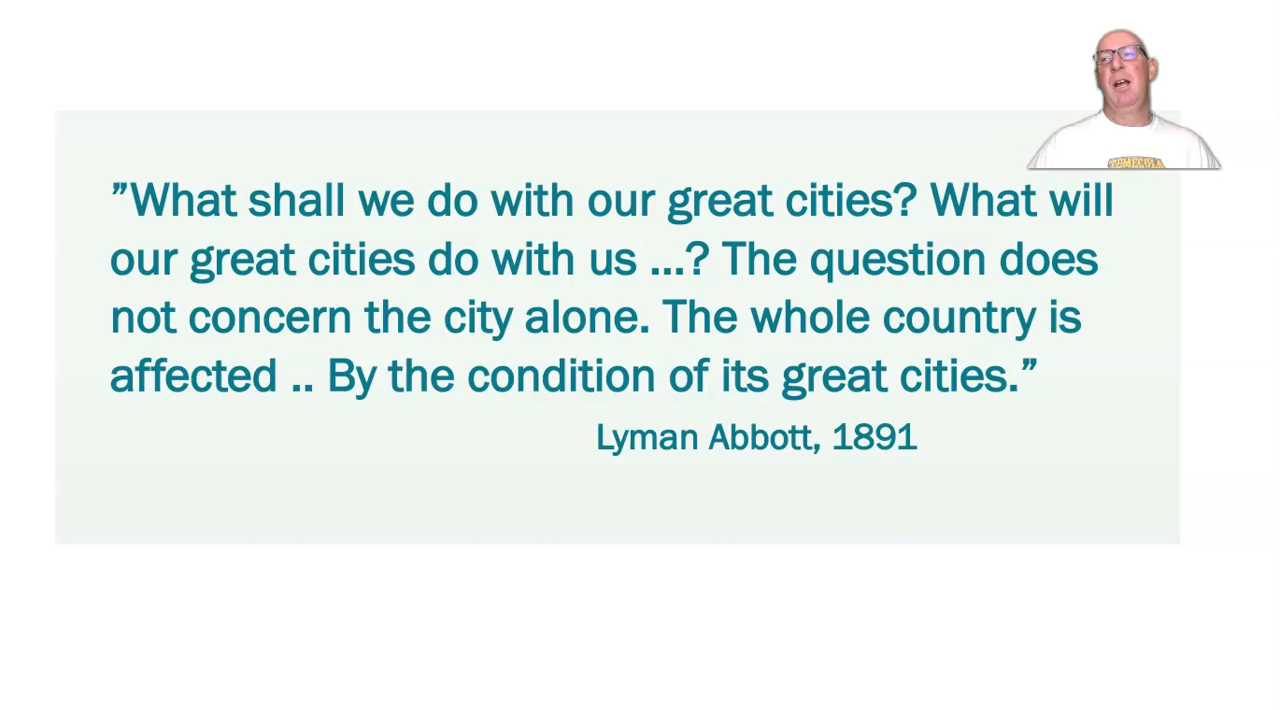 ”What shall we do with our great cities? What will
our great cities do with us ...? The question does
not concern the city alone. The whole country is
affected .. By the condition of its great cities.”
Lyman Abbott, 1891
TEMECULA